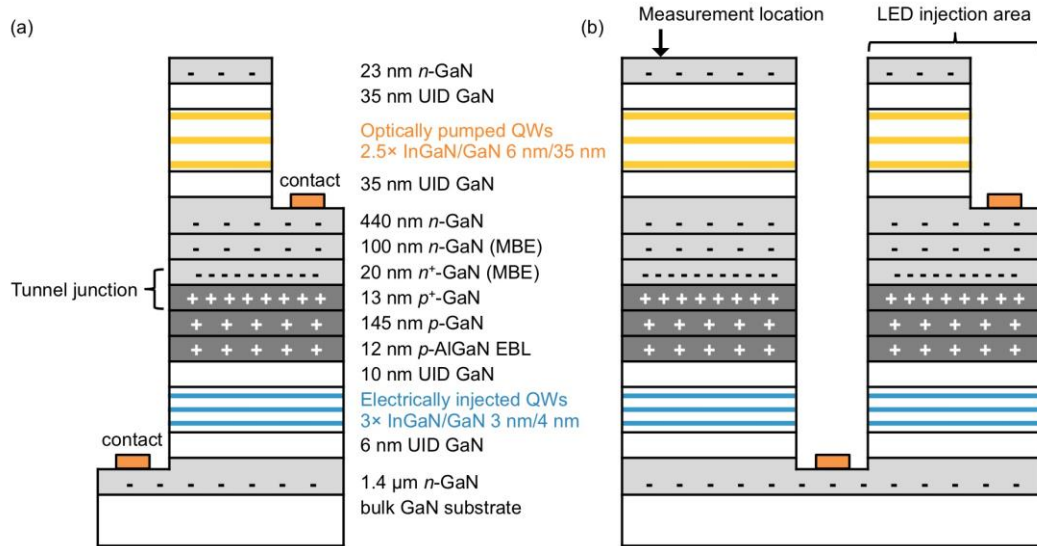 (a)
23 nm n-GaN
35 nm UID GaN
Optically pumped QWs
2.5× InGaN/GaN 6 nm/35 nm
35 nm UID GaN
contact
440 nm n-GaN
100 nm n-GaN (MBE)
20 nm n⁺-GaN (MBE)
Tunnel junction
13 nm p⁺-GaN
145 nm p-GaN
12 nm p-AlGaN EBL
10 nm UID GaN
Electrically injected QWs
3× InGaN/GaN 3 nm/4 nm
contact
6 nm UID GaN
1.4 µm n-GaN
bulk GaN substrate
(b)
Measurement location
LED injection area